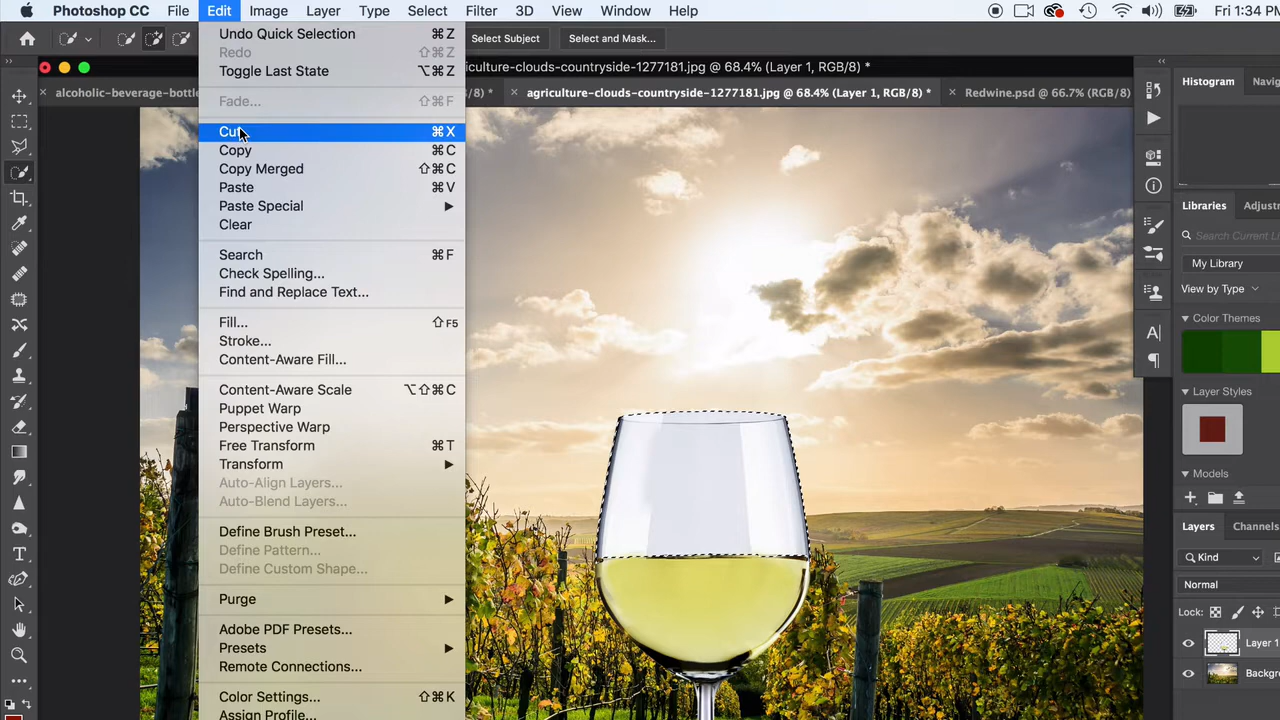 Photoshop CC File Edit Image Layer Type Select Filter 3D View Window Help Fri 1:34 PM
Select Subject Select and Mask...
culture-clouds-countryside-1277181.jpg @ 68.4% (Layer 1, RGB/8) *
alcoholic-beverage-bottle /8) * agriculture-clouds-countryside-1277181.jpg @ 68.4% (Layer 1, RGB/8) * Redwine.psd @ 66.7% (RGB/8)
Undo Quick Selection ⌘Z
Redo ⇧⌘Z
Toggle Last State ⌥⌘Z
Fade... ⇧⌘F
Cut ⌘X
Copy ⌘C
Copy Merged ⇧⌘C
Paste ⌘V
Paste Special
Clear
Search ⌘F
Check Spelling...
Find and Replace Text...
Fill... ⇧F5
Stroke...
Content-Aware Fill...
Content-Aware Scale ⌥⇧⌘C
Puppet Warp
Perspective Warp
Free Transform ⌘T
Transform
Auto-Align Layers...
Auto-Blend Layers...
Define Brush Preset...
Define Pattern...
Define Custom Shape...
Purge
Adobe PDF Presets...
Presets
Remote Connections...
Color Settings... ⇧⌘K
Assign Profile...
Histogram Navig
Libraries Adjustr
Search Current Li
My Library
View by Type
Color Themes
Layer Styles
Models
Layers Channels
Kind
Normal
Lock:
Layer 1
Backgro